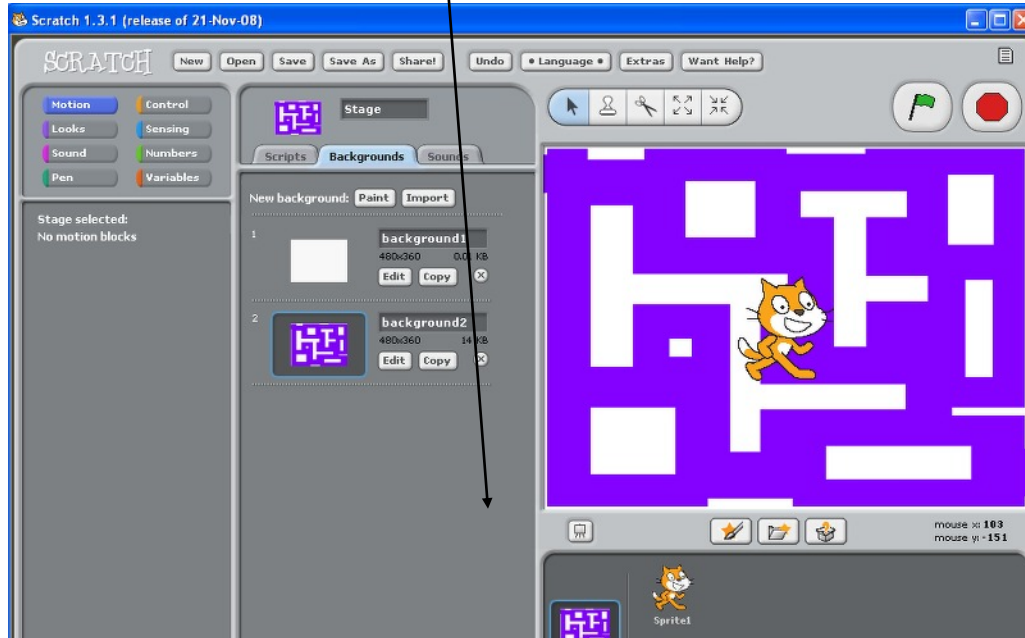 Scratch 1.3.1 (release of 21-Nov-08)
SCRATCH
New Open Save Save As Share! Undo • Language • Extras Want Help?
Motion Control
Looks Sensing
Sound Numbers
Pen Variables
Stage
Scripts Backgrounds Sounds
Stage selected:
No motion blocks
New background: Paint Import
1
background1
480x360 0.01 KB
Edit Copy
2
background2
480x360 14 KB
Edit Copy
mouse x: 103
mouse y: -151
Sprite1